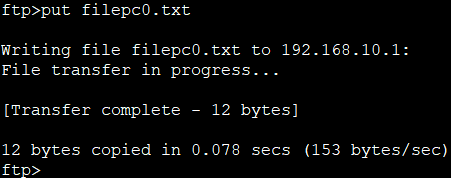 ftp>put filepc0.txt
Writing file filepc0.txt to 192.168.10.1:
File transfer in progress...
[Transfer complete - 12 bytes]
12 bytes copied in 0.078 secs (153 bytes/sec)
ftp>